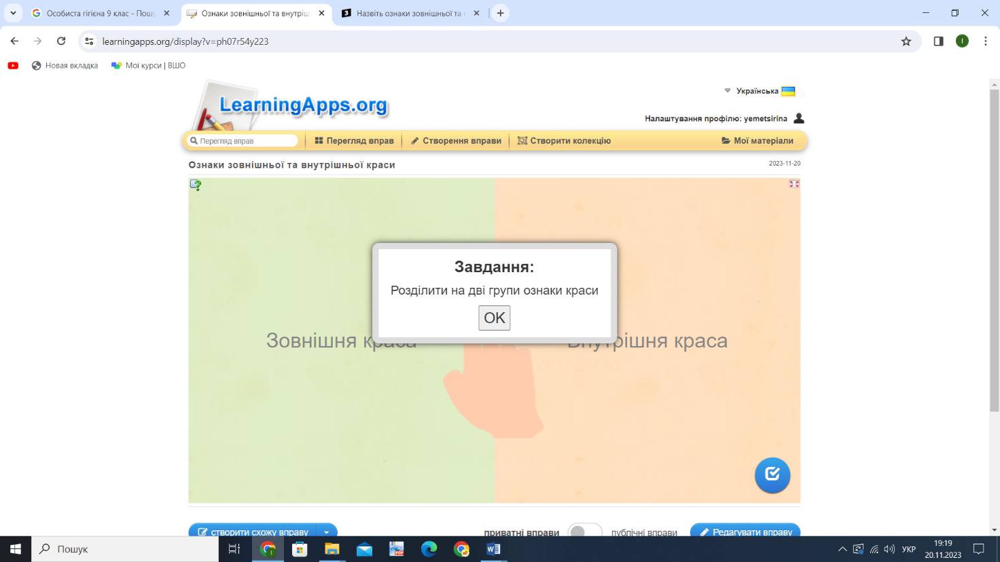 Особиста гігієна 9 клас - Пошу
Ознаки зовнішньої та внутріш
Назвіть ознаки зовнішньої та
learningapps.org/display?v=ph07r54y223
I
Новая вкладка
Мої курси | ВШО
LearningApps.org
Українська
Налаштування профілю: yemetsirina
Перегляд вправ
Перегляд вправ
Створення вправи
Створити колекцію
Мої матеріали
Ознаки зовнішньої та внутрішньої краси
2023-11-20
Завдання:
Розділити на дві групи ознаки краси
OK
Зовнішня краса
Внутрішня краса
створити схожу вправу
приватні вправи
публічні вправи
Редагувати вправу
Пошук
УКР
19:19
20.11.2023